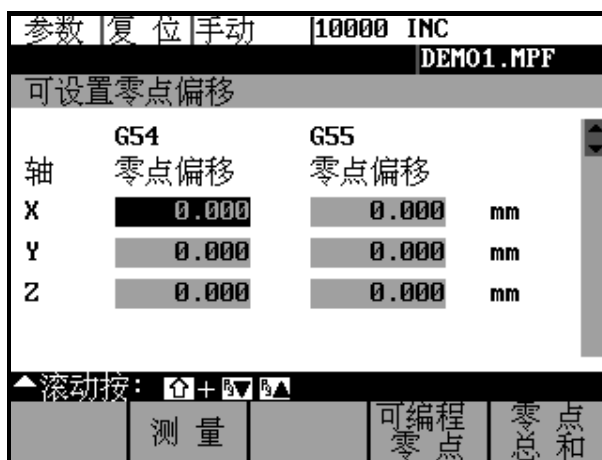 参数 复 位 手动 10000 INC
DEMO1.MPF
可设置零点偏移
G54 G55
轴 零点偏移 零点偏移
X 0.000 0.000 mm
Y 0.000 0.000 mm
Z 0.000 0.000 mm
滚动按: ⇧ +
测 量 可编程零 点 零 点总 和